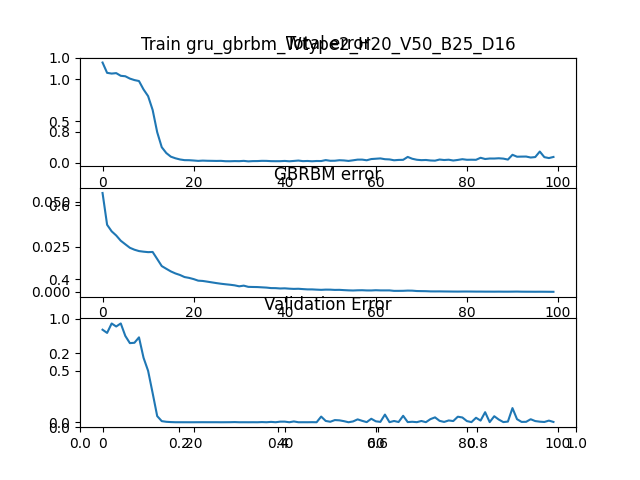 Train gru_gbrbm_Wtype2_H20_V50_B25_D16
Total error
1.0
1.0
0.5
0.8
0.0
0 20 40 60 80 100
GBRBM error
0.050
0.6
0.025
0.4
0.000
0 20 40 60 80 100
Validation Error
1.0
0.2
0.5
0.0
0.0
0 20 40 60 80 100
0.0 0.2 0.4 0.6 0.8 1.0